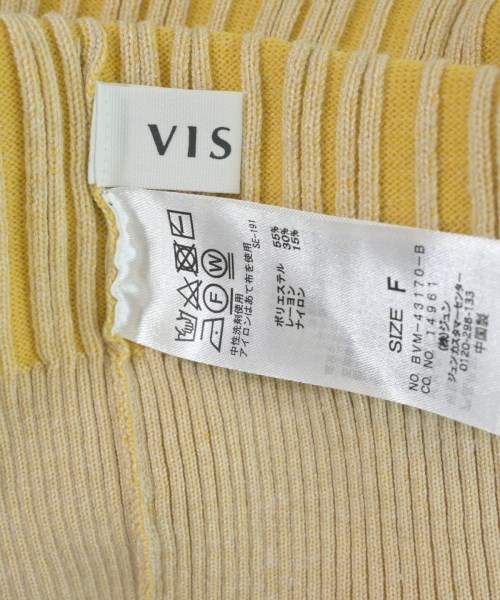 VIS
SE-191
中性洗剤使用
アイロンはあて布を使用
ポリエステル 55%
レーヨン 30%
ナイロン 15%
SIZE F
NO. BVM-43170-B
CO. NO. 14961
(株)ジュン
ジュンカスタマーセンター
0120-298-133
中国製